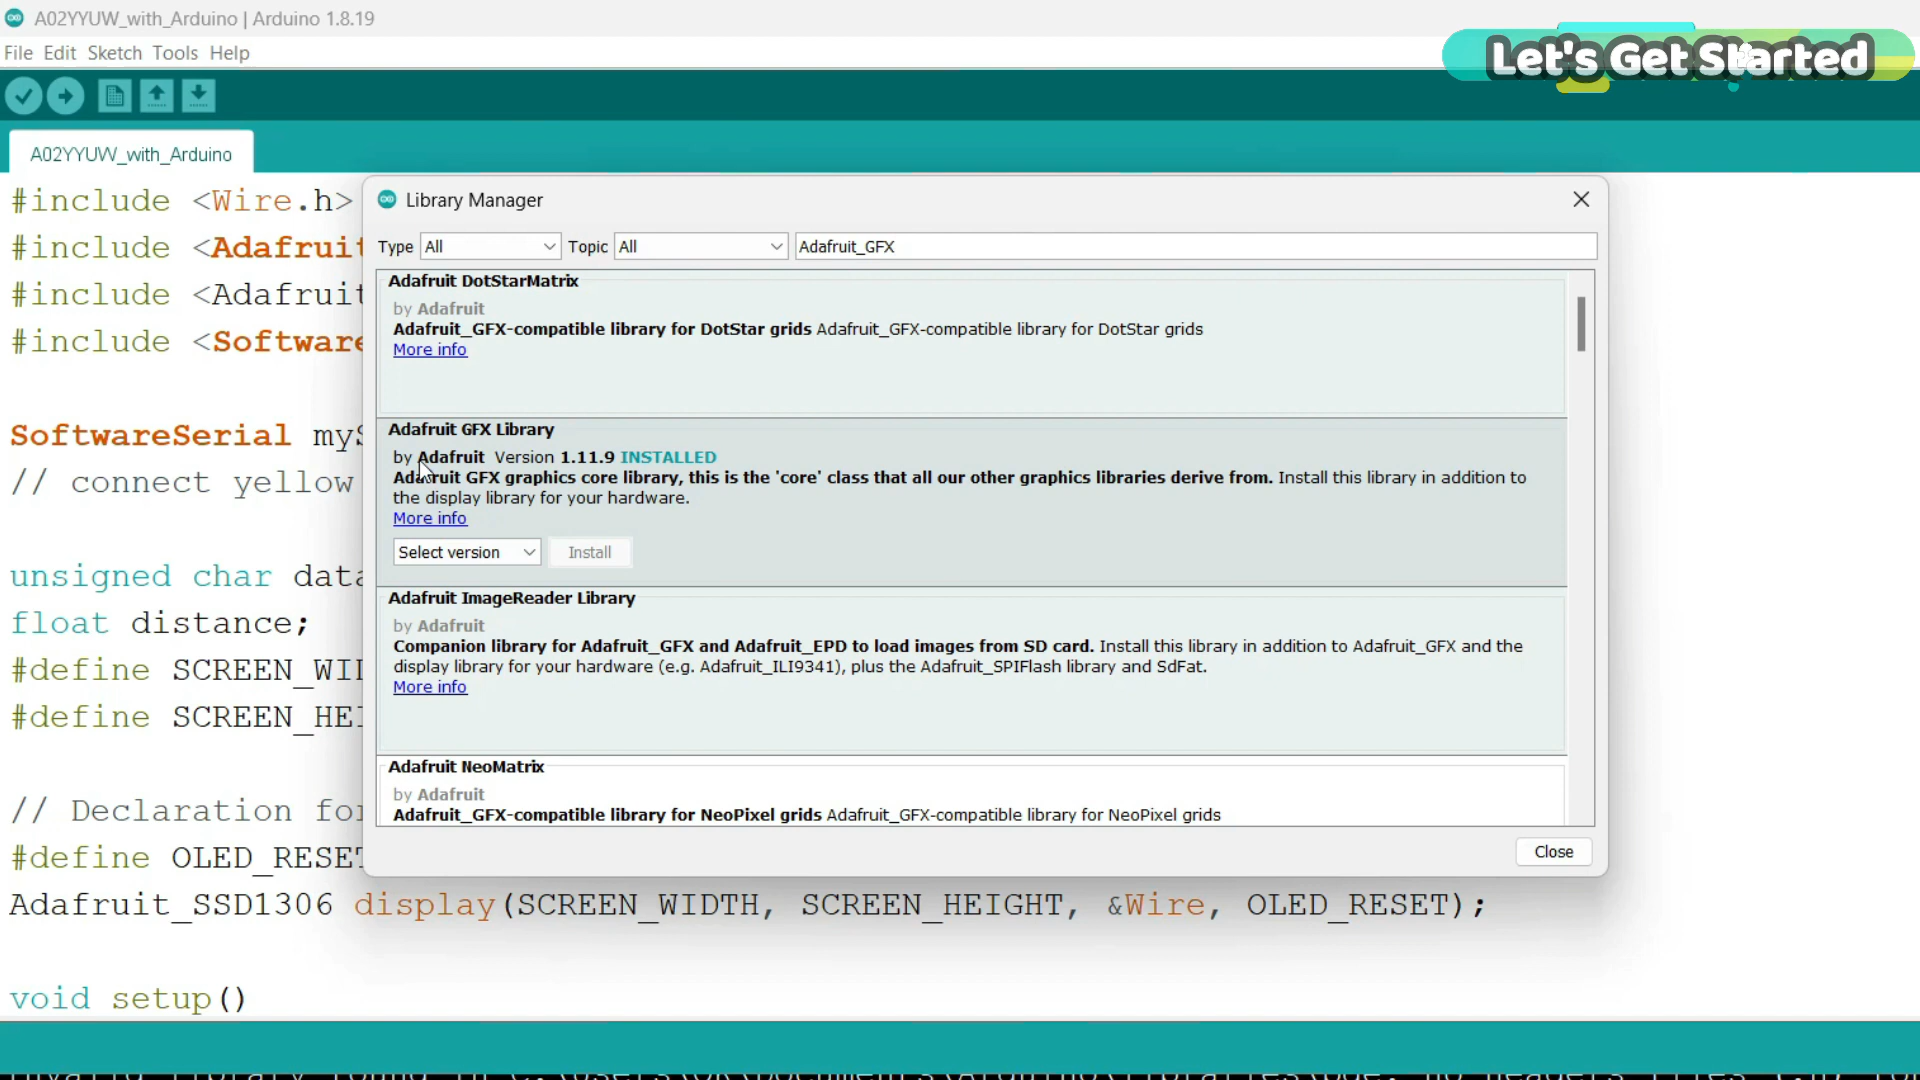 A02YYUW_with_Arduino | Arduino 1.8.19
File Edit Sketch Tools Help
Let's Get Started
A02YYUW_with_Arduino
#include <Wire.h>
#include <Adafruit
#include <Adafruit
#include <Software
SoftwareSerial myS
// connect yellow
unsigned char data
float distance;
#define SCREEN_WID
#define SCREEN_HEI
// Declaration for
#define OLED_RESET
Adafruit_SSD1306 display(SCREEN_WIDTH, SCREEN_HEIGHT, &Wire, OLED_RESET);
void setup()
Library Manager
Type All Topic All Adafruit_GFX
Adafruit DotStarMatrix
by Adafruit
Adafruit_GFX-compatible library for DotStar grids Adafruit_GFX-compatible library for DotStar grids
More info
Adafruit GFX Library
by Adafruit Version 1.11.9 INSTALLED
Adafruit GFX graphics core library, this is the 'core' class that all our other graphics libraries derive from. Install this library in addition to
the display library for your hardware.
More info
Select version Install
Adafruit ImageReader Library
by Adafruit
Companion library for Adafruit_GFX and Adafruit_EPD to load images from SD card. Install this library in addition to Adafruit_GFX and the
display library for your hardware (e.g. Adafruit_ILI9341), plus the Adafruit_SPIFlash library and SdFat.
More info
Adafruit NeoMatrix
by Adafruit
Adafruit_GFX-compatible library for NeoPixel grids Adafruit_GFX-compatible library for NeoPixel grids
Close